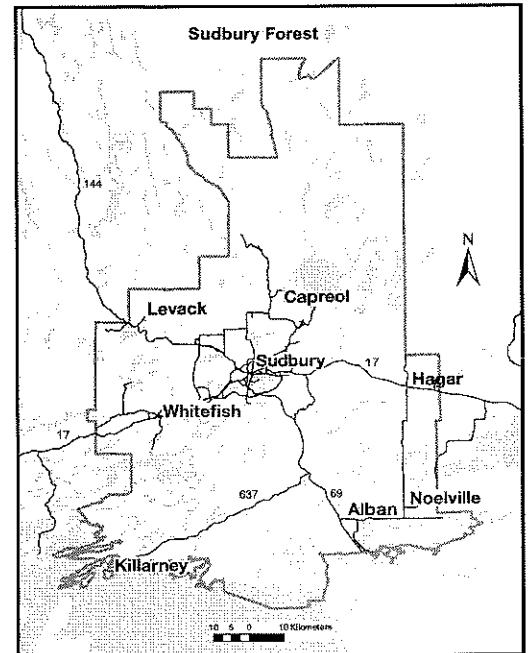 Sudbury Forest
144
N
Levack
Capreol
Sudbury
17
Hagar
Whitefish
17
637
69
Alban
Noelville
Killarney
10 5 0 10 Kilometers